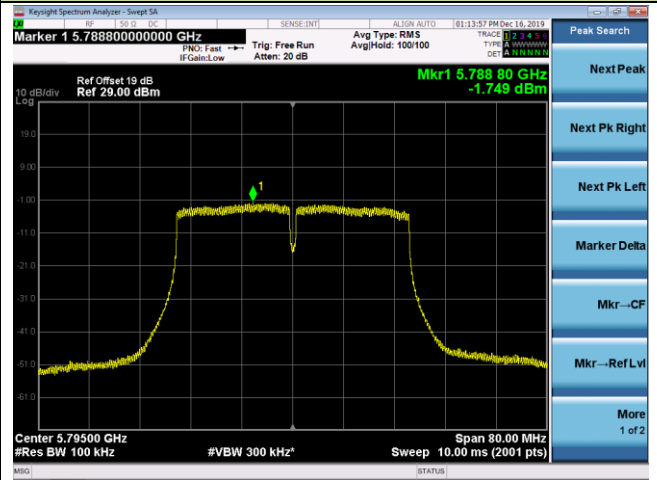 Keysight Spectrum Analyzer - Swept SA
LXI RF 50 Ω DC SENSE:INT ALIGN AUTO 01:13:57 PM Dec 16, 2019
Marker 1 5.788800000000 GHz
PNO: Fast
IFGain:Low
Trig: Free Run
Atten: 20 dB
Avg Type: RMS
Avg|Hold: 100/100
TRACE 1 2 3 4 5 6
TYPE A WWWWW
DET A N N N N N
Peak Search
Mkr1 5.788 80 GHz
-1.749 dBm
Ref Offset 19 dB
10 dB/div Ref 29.00 dBm
Log
19.0
9.00
-1.00
-11.0
-21.0
-31.0
-41.0
-51.0
-61.0
1
Next Peak
Next Pk Right
Next Pk Left
Marker Delta
Mkr→CF
Mkr→Ref Lvl
More
1 of 2
Center 5.79500 GHz Span 80.00 MHz
#Res BW 100 kHz #VBW 300 kHz* Sweep 10.00 ms (2001 pts)
MSG STATUS